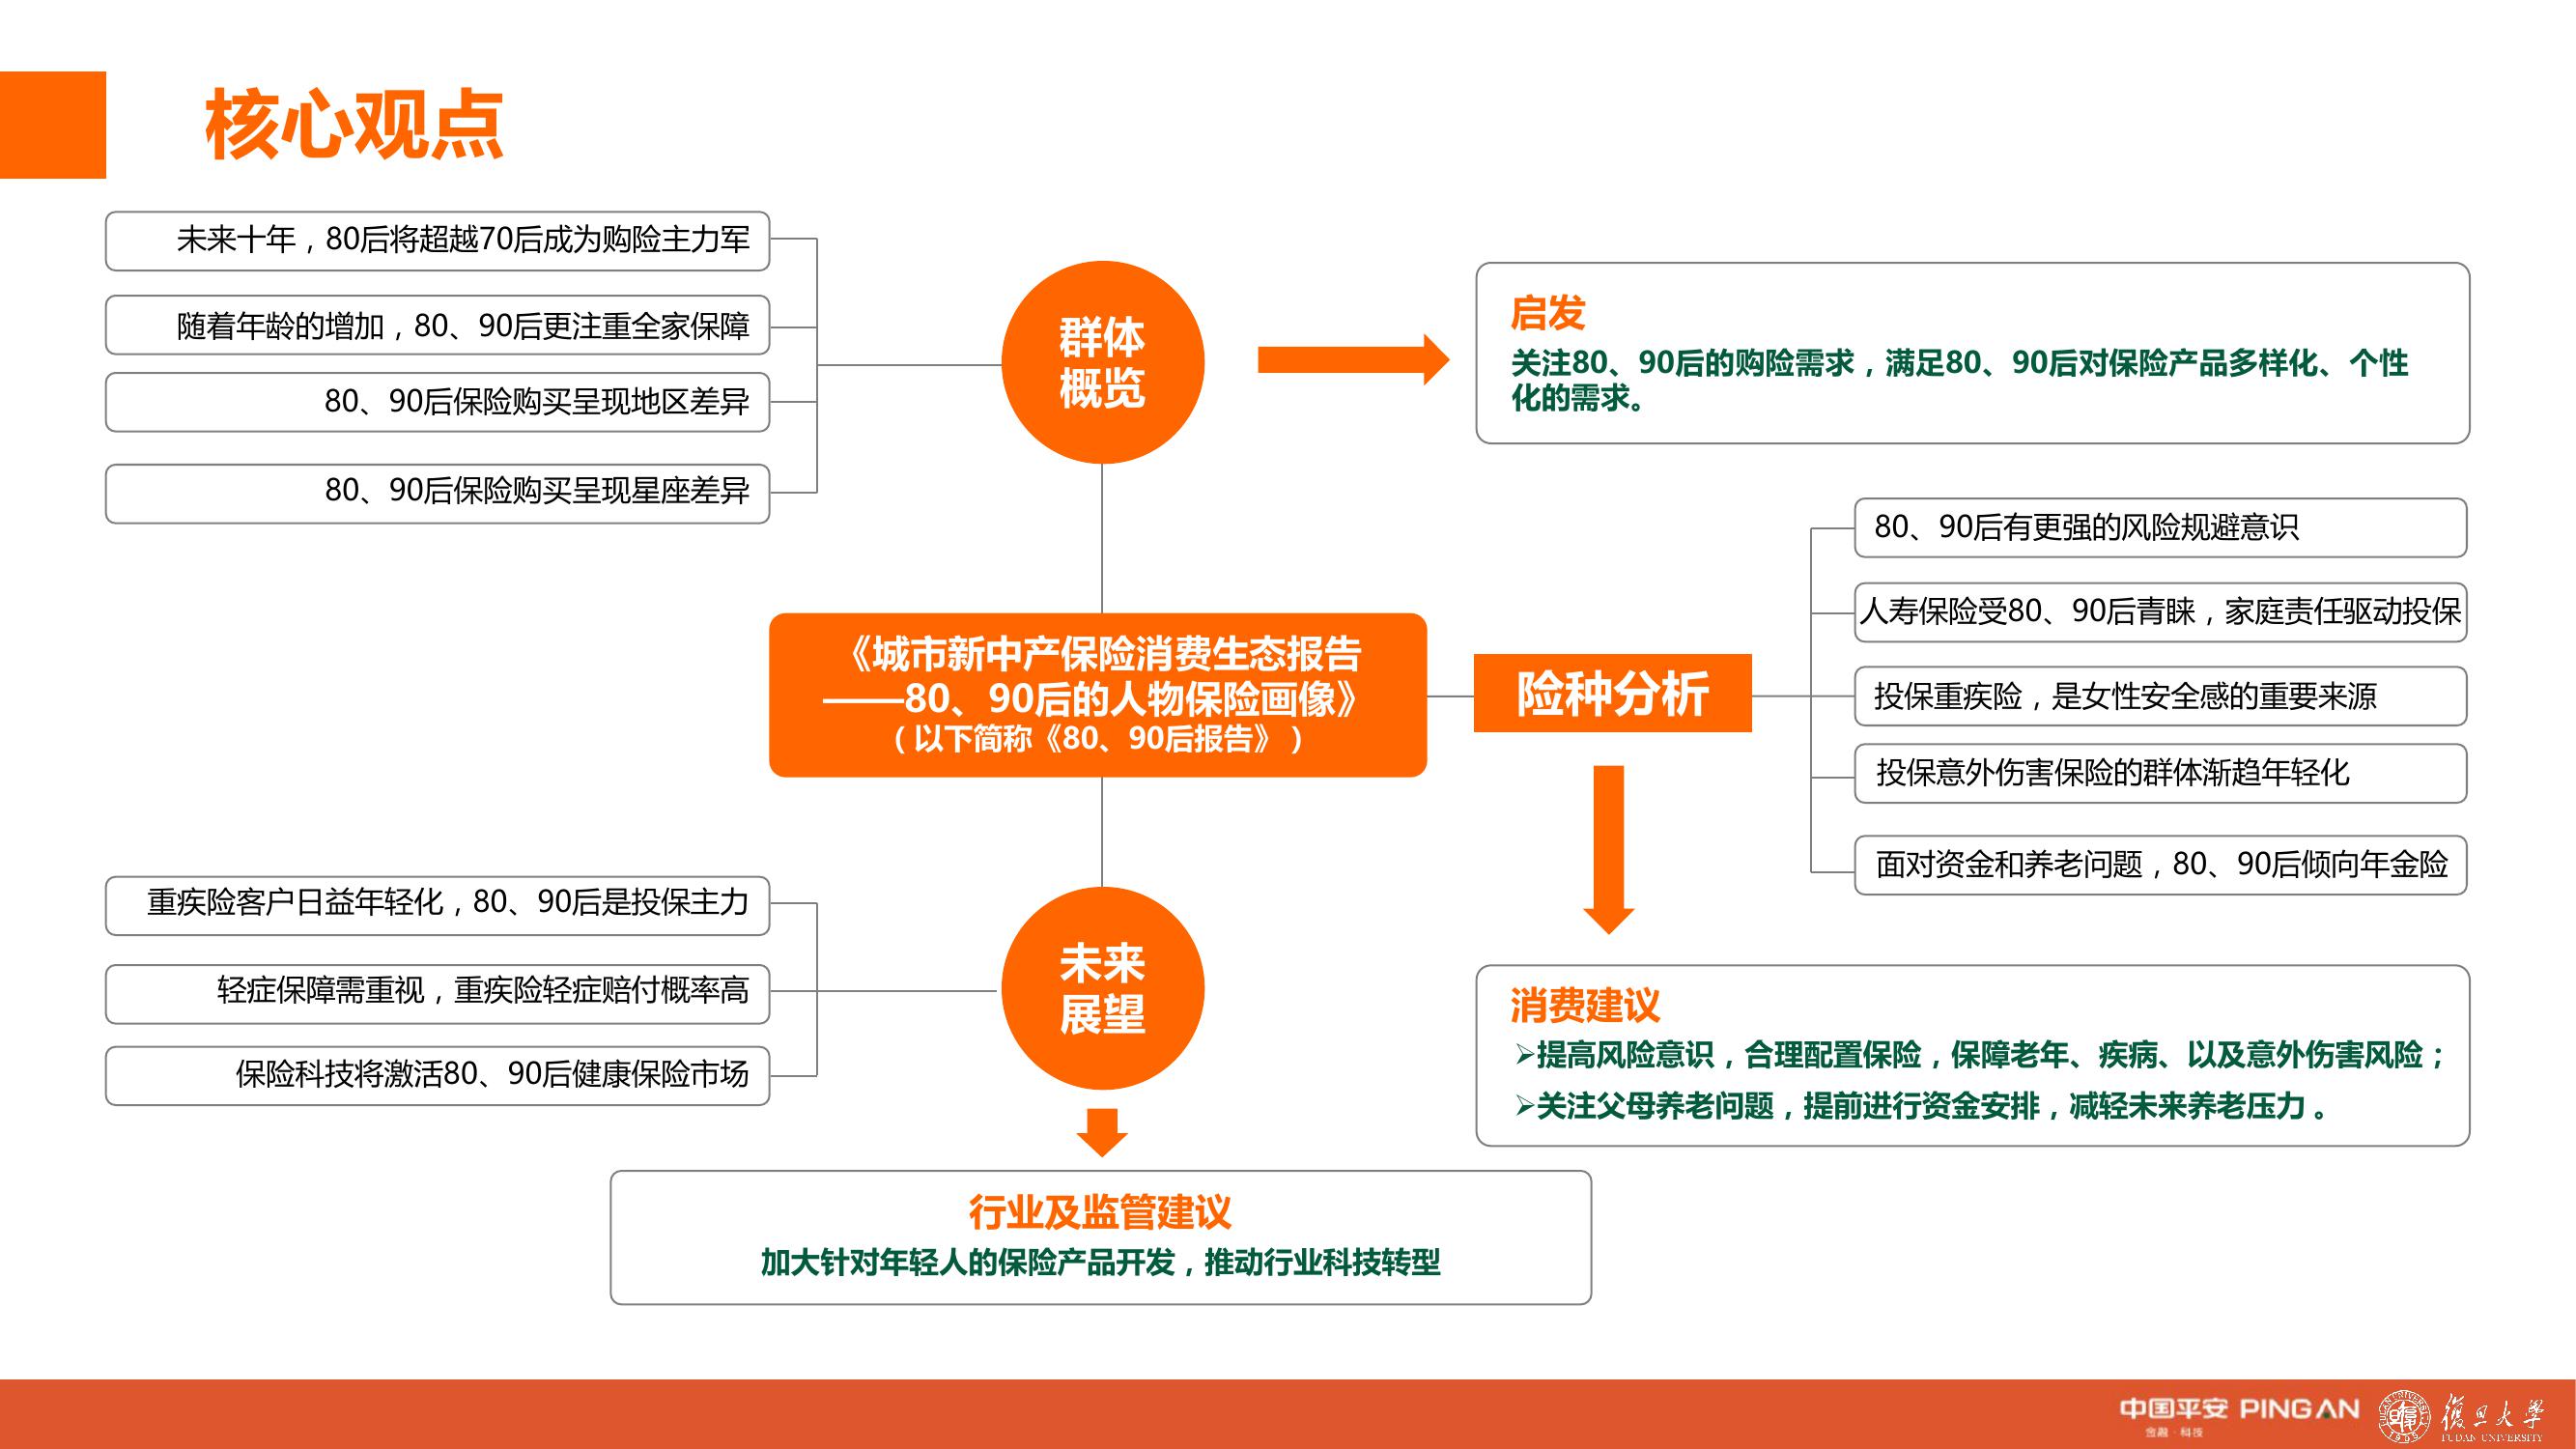 核心观点
未来十年，80后将超越70后成为购险主力军
随着年龄的增加，80、90后更注重全家保障
80、90后保险购买呈现地区差异
80、90后保险购买呈现星座差异
群体
概览
启发
关注80、90后的购险需求，满足80、90后对保险产品多样化、个性
化的需求。
《城市新中产保险消费生态报告
——80、90后的人物保险画像》
（以下简称《80、90后报告》）
险种分析
80、90后有更强的风险规避意识
人寿保险受80、90后青睐，家庭责任驱动投保
投保重疾险，是女性安全感的重要来源
投保意外伤害保险的群体渐趋年轻化
面对资金和养老问题，80、90后倾向年金险
重疾险客户日益年轻化，80、90后是投保主力
轻症保障需重视，重疾险轻症赔付概率高
保险科技将激活80、90后健康保险市场
未来
展望
消费建议
➢提高风险意识，合理配置保险，保障老年、疾病、以及意外伤害风险；
➢关注父母养老问题，提前进行资金安排，减轻未来养老压力 。
行业及监管建议
加大针对年轻人的保险产品开发，推动行业科技转型
中国平安 PING AN
金融·科技
復旦大學
FUDAN UNIVERSITY